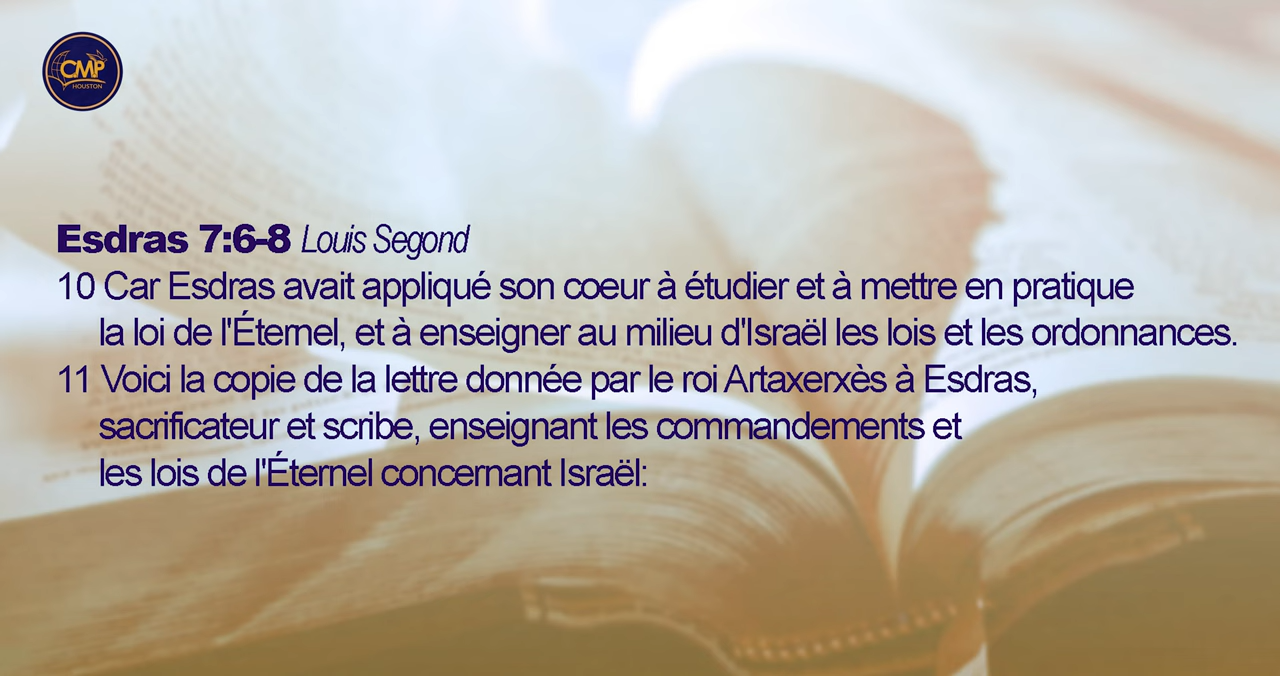 CMP
HOUSTON
Esdras 7:6-8 Louis Segond
10 Car Esdras avait appliqué son coeur à étudier et à mettre en pratique
la loi de l'Éternel, et à enseigner au milieu d'Israël les lois et les ordonnances.
11 Voici la copie de la lettre donnée par le roi Artaxerxès à Esdras,
sacrificateur et scribe, enseignant les commandements et
les lois de l'Éternel concernant Israël: